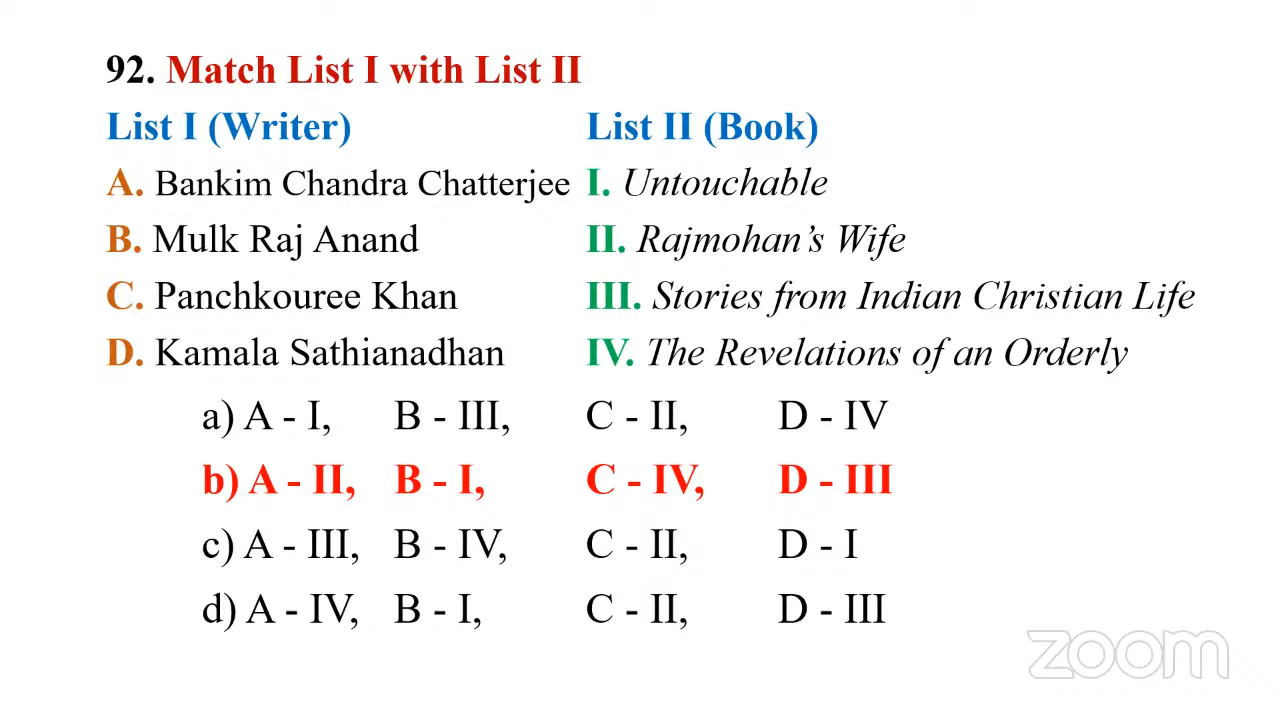 92. Match List I with List II
List I (Writer) List II (Book)
A. Bankim Chandra Chatterjee I. Untouchable
B. Mulk Raj Anand II. Rajmohan’s Wife
C. Panchkouree Khan III. Stories from Indian Christian Life
D. Kamala Sathianadhan IV. The Revelations of an Orderly
a) A - I, B - III, C - II, D - IV
b) A - II, B - I, C - IV, D - III
c) A - III, B - IV, C - II, D - I
d) A - IV, B - I, C - II, D - III
zoom